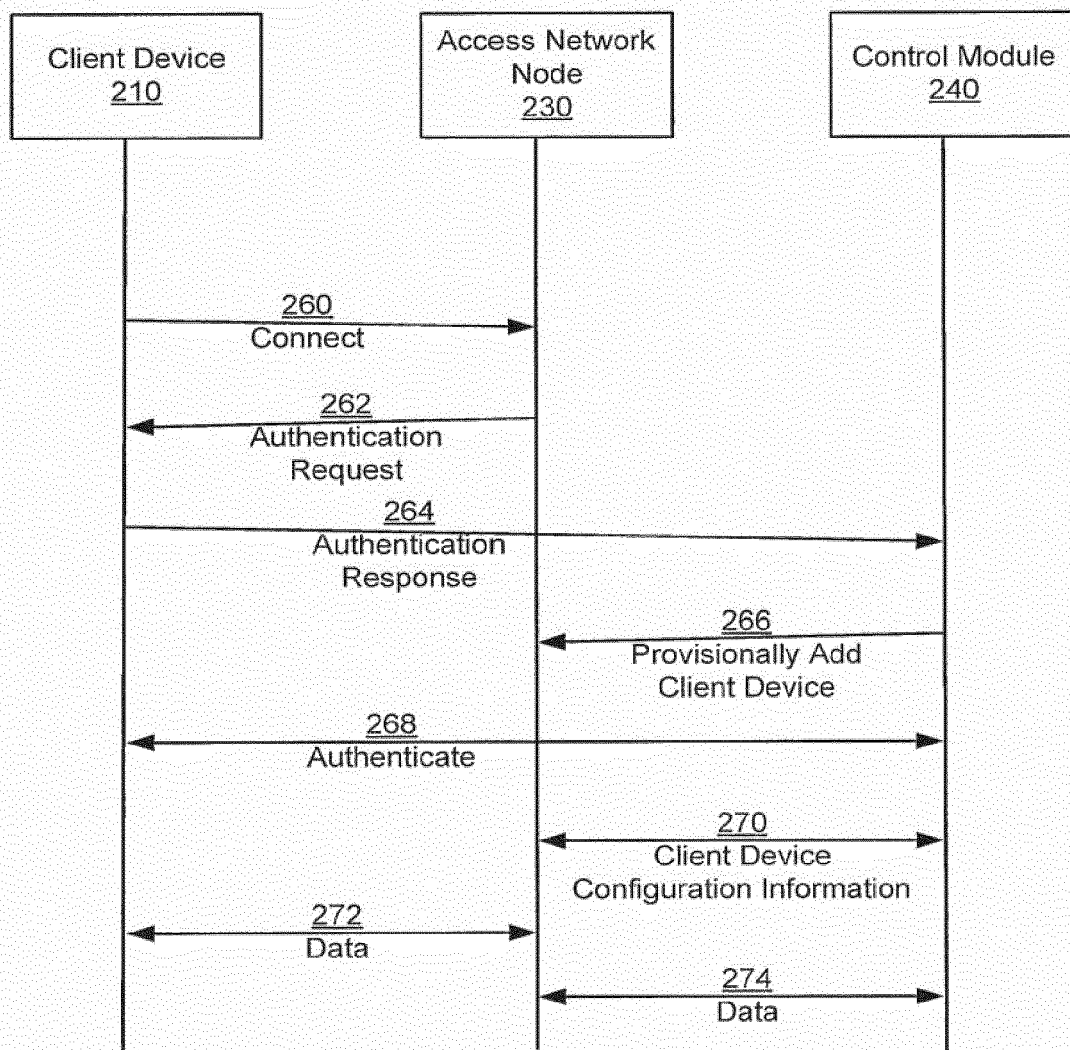 Client Device
210
Access Network
Node
230
Control Module
240
260
Connect
262
Authentication
Request
264
Authentication
Response
266
Provisionally Add
Client Device
268
Authenticate
270
Client Device
Configuration Information
272
Data
274
Data